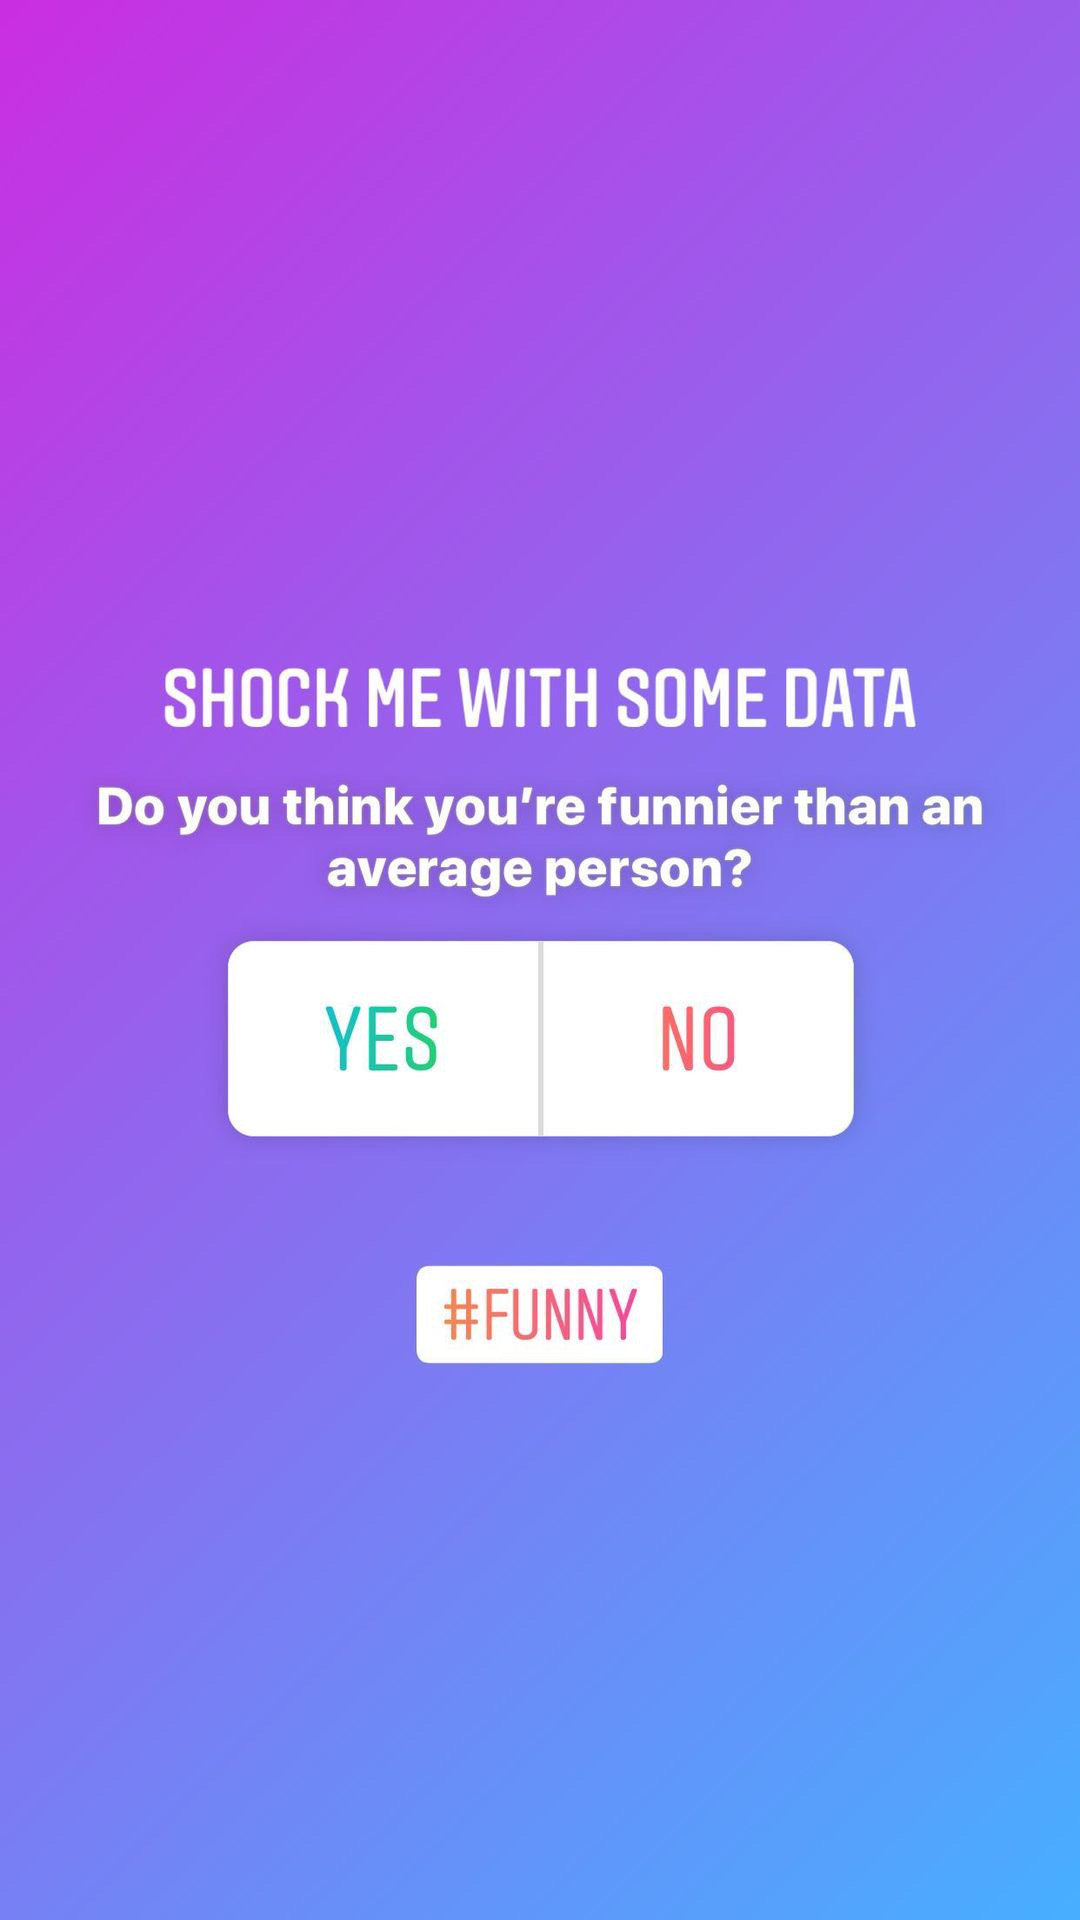 SHOCK ME WITH SOME DATA
Do you think you’re funnier than an
average person?
YES
NO
#FUNNY